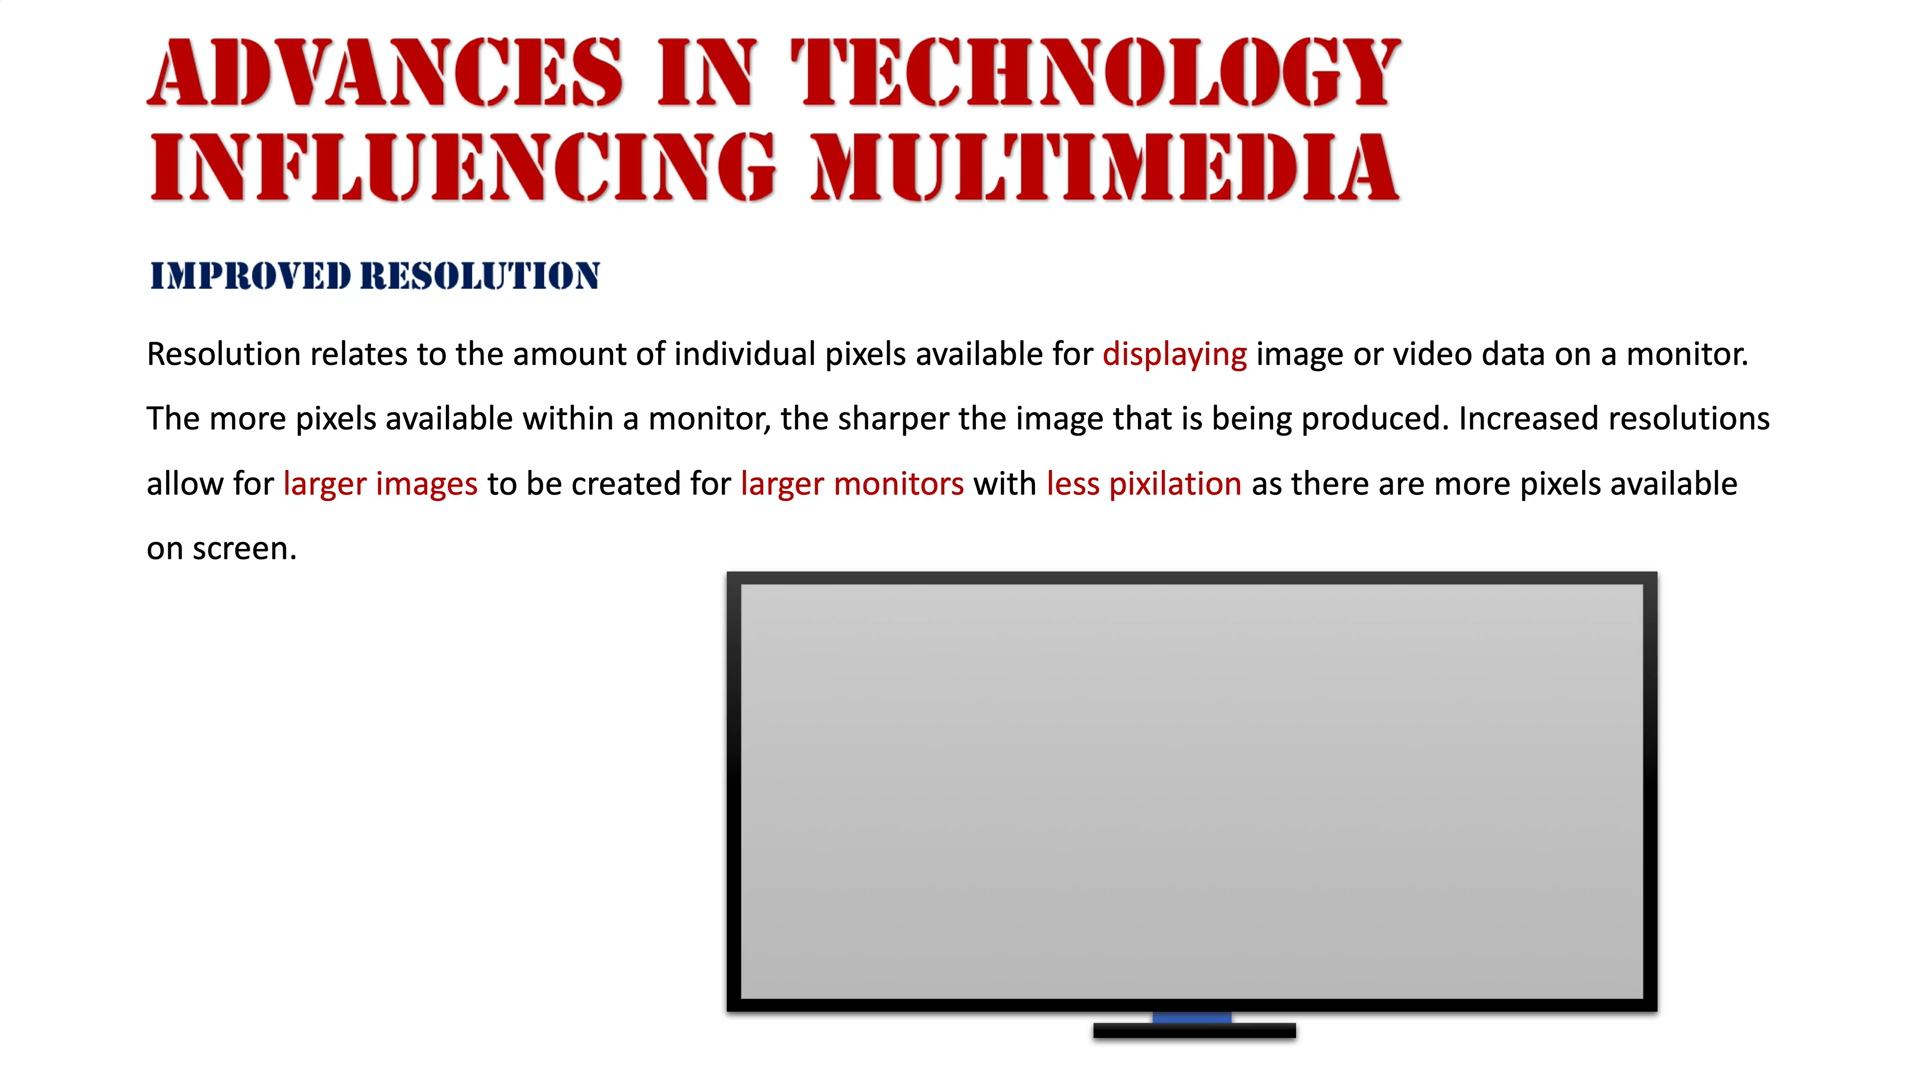 ADVANCES IN TECHNOLOGY
INFLUENCING MULTIMEDIA
IMPROVED RESOLUTION
Resolution relates to the amount of individual pixels available for displaying image or video data on a monitor.
The more pixels available within a monitor, the sharper the image that is being produced. Increased resolutions
allow for larger images to be created for larger monitors with less pixilation as there are more pixels available
on screen.